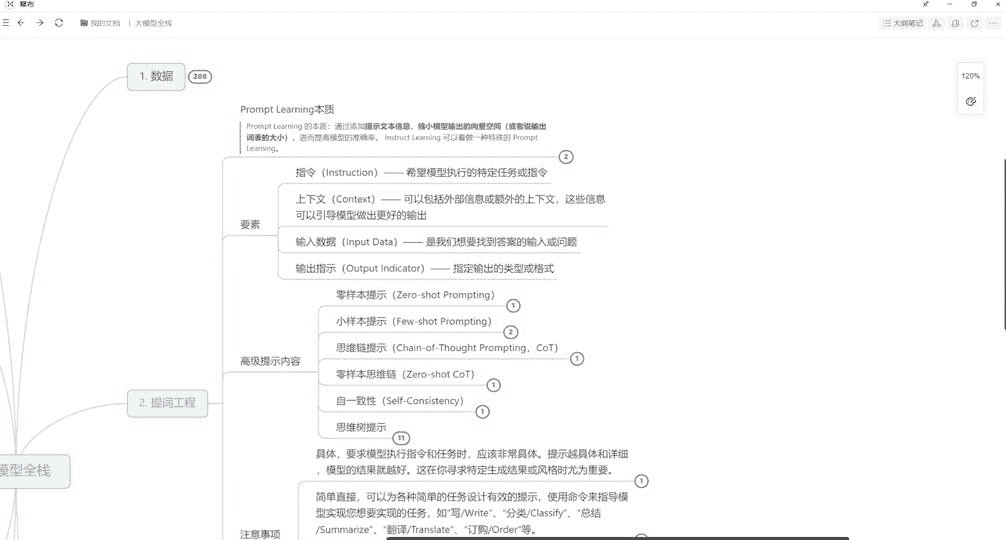 幕布
我的文档 | 大模型全栈
大纲笔记
120%
1. 数据 208
Prompt Learning本质
Prompt Learning 的本质：通过添加提示文本信息，缩小模型输出的向量空间（或者说输出
词表的大小），进而提高模型的准确率。 Instruct Learning 可以看做一种特殊的 Prompt
Learning。
2
要素
指令（Instruction）—— 希望模型执行的特定任务或指令
上下文（Context）—— 可以包括外部信息或额外的上下文，这些信息
可以引导模型做出更好的输出
输入数据（Input Data）—— 是我们想要找到答案的输入或问题
输出指示（Output Indicator）—— 指定输出的类型或格式
高级提示内容
零样本提示（Zero-shot Prompting）
1
小样本提示（Few-shot Prompting）
2
思维链提示（Chain-of-Thought Prompting，CoT）
1
零样本思维链（Zero-shot CoT）
1
自一致性（Self-Consistency）
1
思维树提示
11
2. 提词工程
模型全栈
注意事项
具体，要求模型执行指令和任务时，应该非常具体。提示越具体和详细
，模型的结果就越好。这在你寻求特定生成结果或风格时尤为重要。
1
简单直接，可以为各种简单的任务设计有效的提示，使用命令来指导模
型实现您想要实现的任务，如“写/Write”、“分类/Classify”、“总结
/Summarize”、“翻译/Translate”、“订购/Order”等。